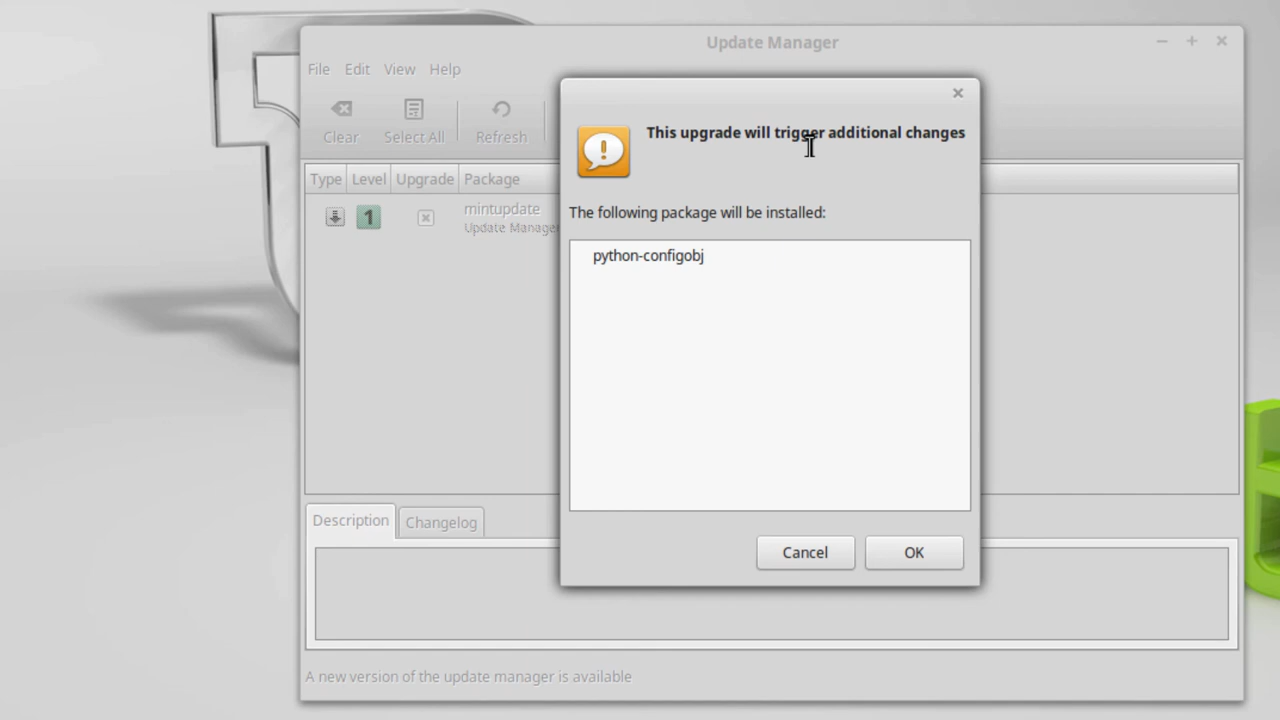 Update Manager
File Edit View Help
Clear Select All Refresh
Type Level Upgrade Package
1 mintupdate
Update Manager
This upgrade will trigger additional changes
The following package will be installed:
python-configobj
Cancel OK
Description Changelog
A new version of the update manager is available